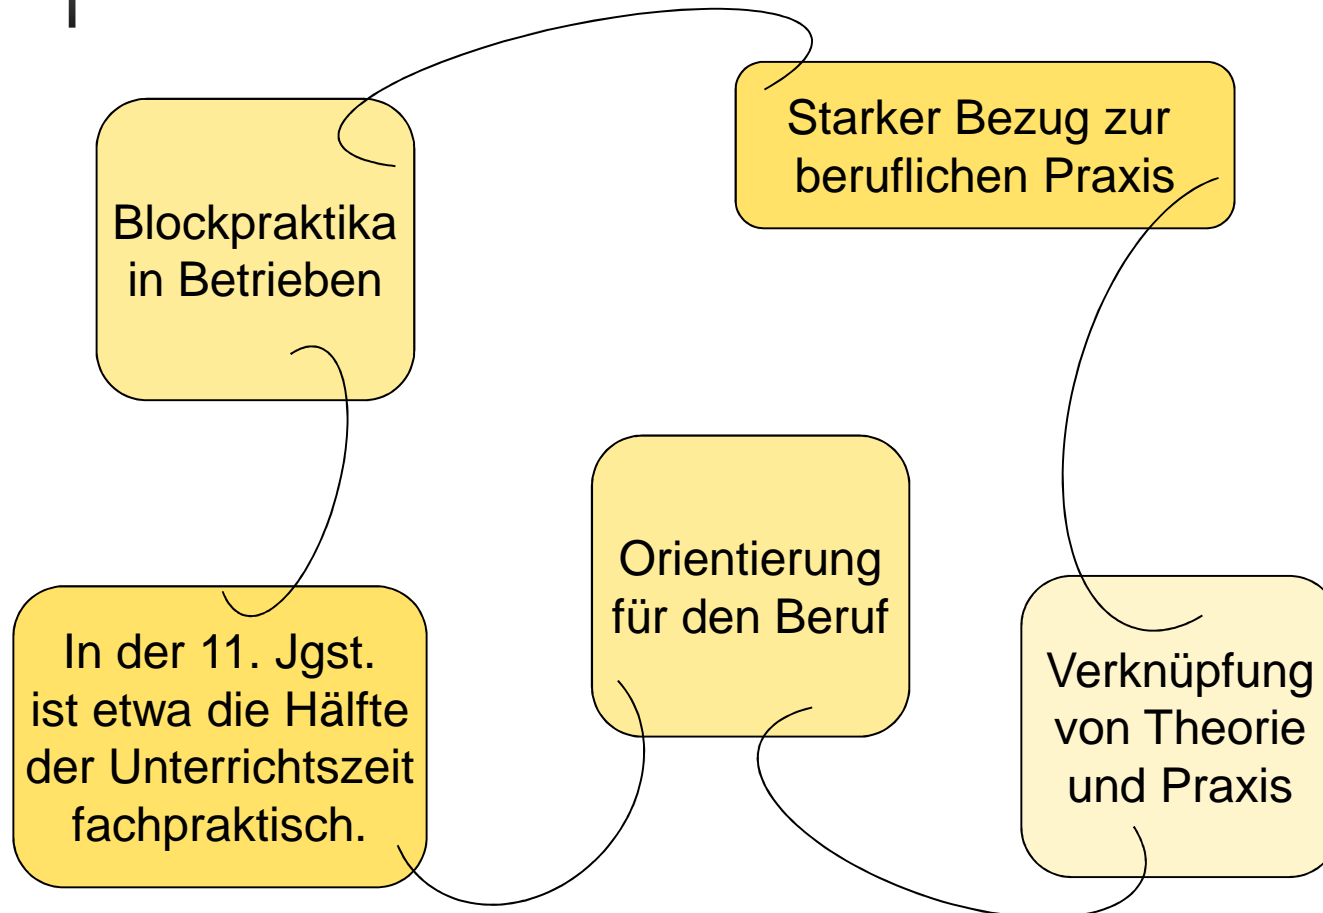 Starker Bezug zur
beruflichen Praxis
Blockpraktika
in Betrieben
Orientierung
für den Beruf
In der 11. Jgst.
ist etwa die Hälfte
der Unterrichtszeit
fachpraktisch.
Verknüpfung
von Theorie
und Praxis